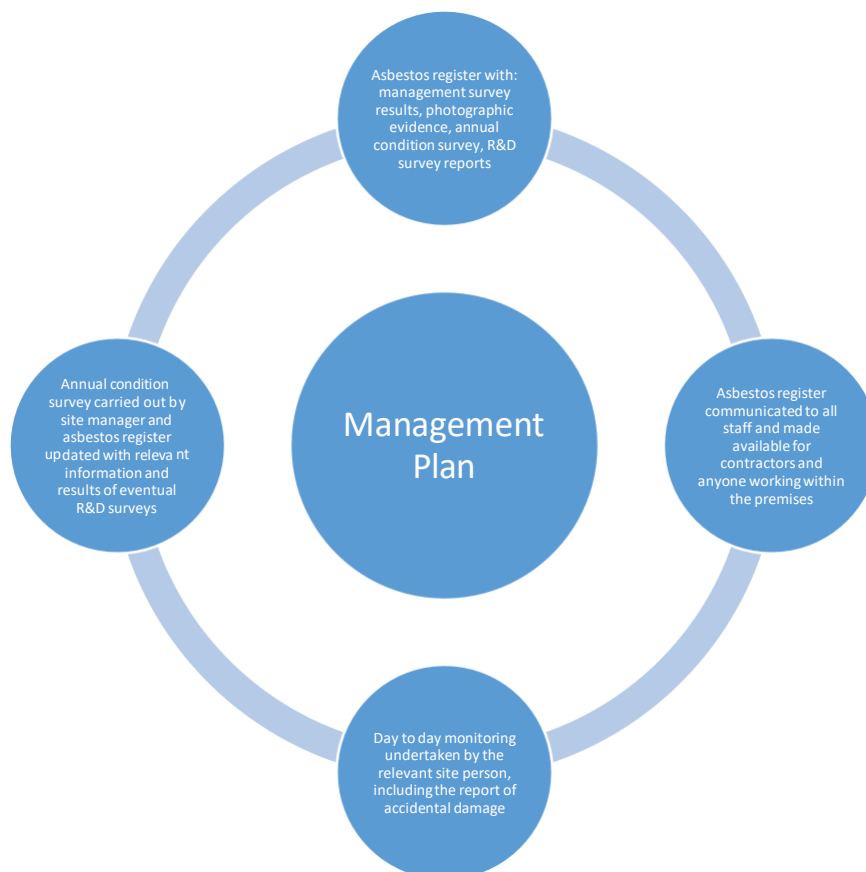 Asbestos register with:
management survey
results, photographic
evidence, annual
condition survey, R&D
survey reports
Management
Plan
Annual condition
survey carried out by
site manager and
asbestos register
updated with relevant
information and
results of eventual
R&D surveys
Asbestos register
communicated to all
staff and made
available for
contractors and
anyone working within
the premises
Day to day monitoring
undertaken by the
relevant site person,
including the report of
accidental damage